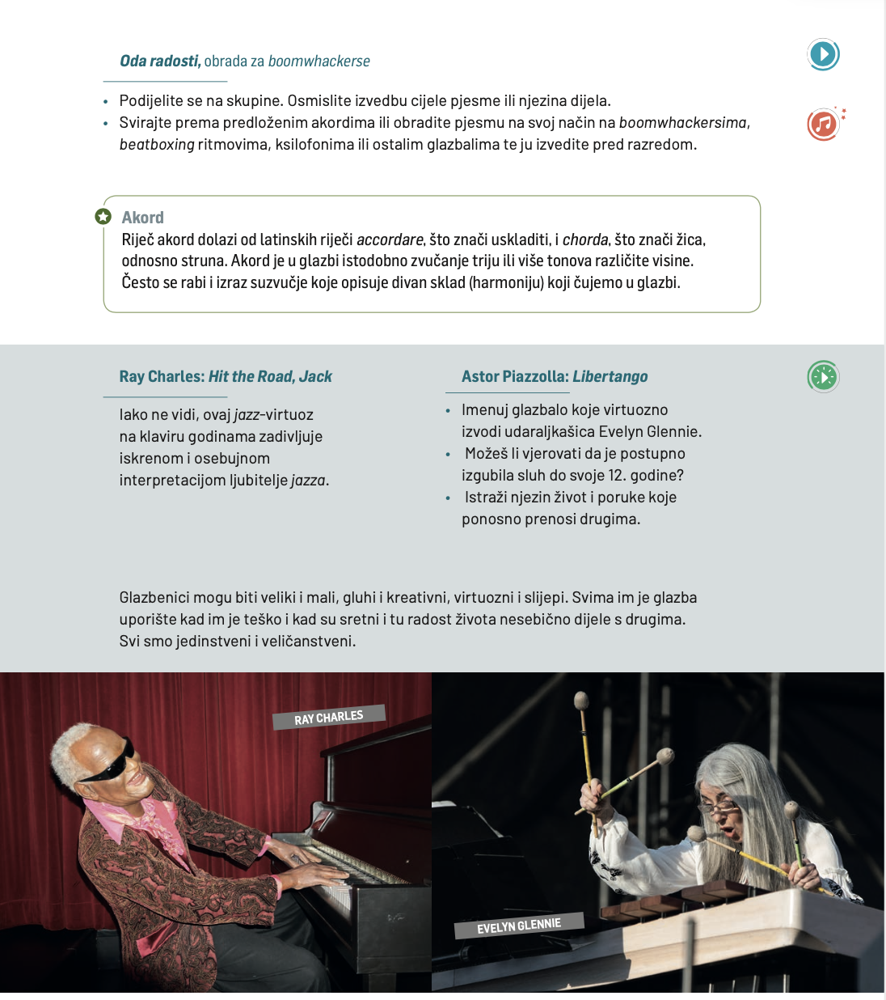 Oda radosti, obrada za boomwhackerse
• Podijelite se na skupine. Osmislite izvedbu cijele pjesme ili njezina dijela.
• Svirajte prema predloženim akordima ili obradite pjesmu na svoj način na boomwhackersima,
beatboxing ritmovima, ksilofonima ili ostalim glazbalima te ju izvedite pred razredom.
Akord
Riječ akord dolazi od latinskih riječi accordare, što znači uskladiti, i chorda, što znači žica,
odnosno struna. Akord je u glazbi istodobno zvučanje triju ili više tonova različite visine.
Često se rabi i izraz suzvučje koje opisuje divan sklad (harmoniju) koji čujemo u glazbi.
Ray Charles: Hit the Road, Jack
Iako ne vidi, ovaj jazz-virtuoz
na klaviru godinama zadivljuje
iskrenom i osebujnom
interpretacijom ljubitelje jazza.
Astor Piazzolla: Libertango
• Imenuj glazbalo koje virtuozno
izvodi udaraljkašica Evelyn Glennie.
• Možeš li vjerovati da je postupno
izgubila sluh do svoje 12. godine?
• Istraži njezin život i poruke koje
ponosno prenosi drugima.
Glazbenici mogu biti veliki i mali, gluhi i kreativni, virtuozni i slijepi. Svima im je glazba
uporište kad im je teško i kad su sretni i tu radost života nesebično dijele s drugima.
Svi smo jedinstveni i veličanstveni.
RAY CHARLES
EVELYN GLENNIE